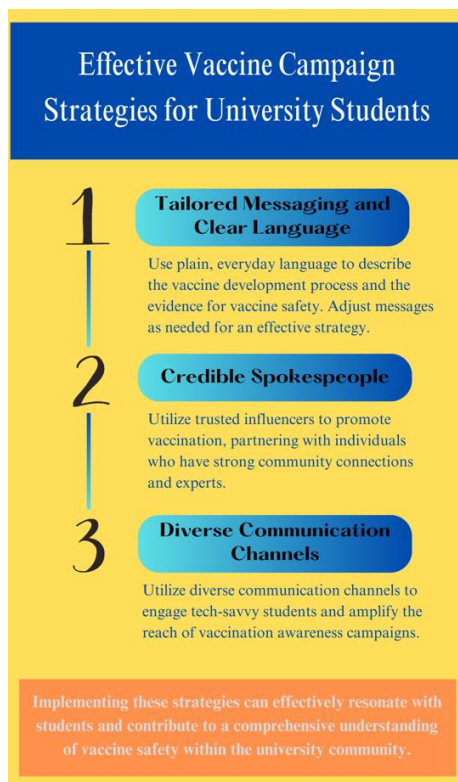 Effective Vaccine Campaign
Strategies for University Students
1
Tailored Messaging and
Clear Language
Use plain, everyday language to describe
the vaccine development process and the
evidence for vaccine safety. Adjust messages
as needed for an effective strategy.
2
Credible Spokespeople
Utilize trusted influencers to promote
vaccination, partnering with individuals
who have strong community connections
and experts.
3
Diverse Communication
Channels
Utilize diverse communication channels to
engage tech-savvy students and amplify the
reach of vaccination awareness campaigns.
Implementing these strategies can effectively resonate with
students and contribute to a comprehensive understanding
of vaccine safety within the university community.